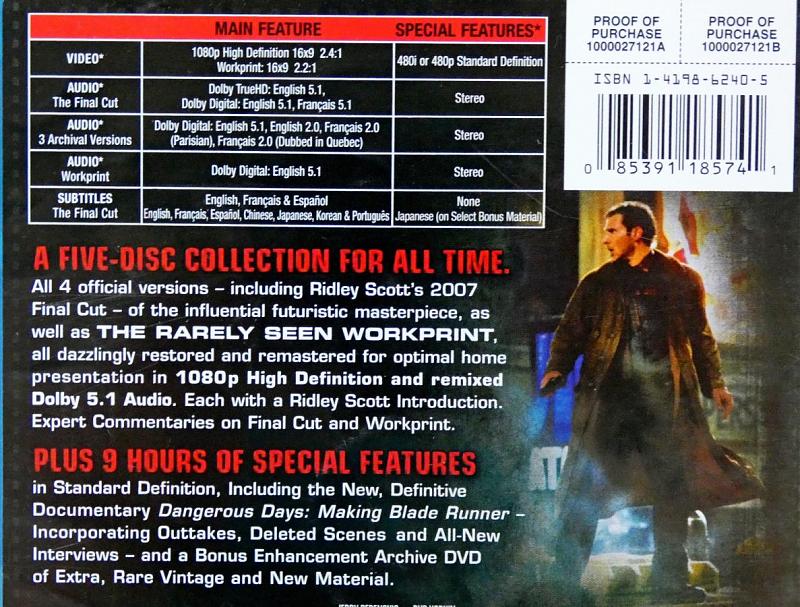 MAIN FEATURE SPECIAL FEATURES*
VIDEO* 1080p High Definition 16x9 2.4:1 480i or 480p Standard Definition
Workprint: 16x9 2.2:1
AUDIO* Dolby TrueHD: English 5.1, Stereo
The Final Cut Dolby Digital: English 5.1, Français 5.1
AUDIO* Dolby Digital: English 5.1, English 2.0, Français 2.0 Stereo
3 Archival Versions (Parisian), Français 2.0 (Dubbed in Quebec)
AUDIO* Dolby Digital: English 5.1 Stereo
Workprint
SUBTITLES English, Français & Español None
The Final Cut English, Français, Español, Chinese, Japanese, Korean & Português Japanese (on Select Bonus Material)
PROOF OF PURCHASE 1000027121A
PROOF OF PURCHASE 1000027121B
ISBN 1-4198-6240-5
0 85391 18574 1
A FIVE-DISC COLLECTION FOR ALL TIME.
All 4 official versions – including Ridley Scott's 2007
Final Cut – of the influential futuristic masterpiece, as
well as THE RARELY SEEN WORKPRINT,
all dazzlingly restored and remastered for optimal home
presentation in 1080p High Definition and remixed
Dolby 5.1 Audio. Each with a Ridley Scott Introduction.
Expert Commentaries on Final Cut and Workprint.
PLUS 9 HOURS OF SPECIAL FEATURES
in Standard Definition, Including the New, Definitive
Documentary Dangerous Days: Making Blade Runner –
Incorporating Outtakes, Deleted Scenes and All-New
Interviews – and a Bonus Enhancement Archive DVD
of Extra, Rare Vintage and New Material.